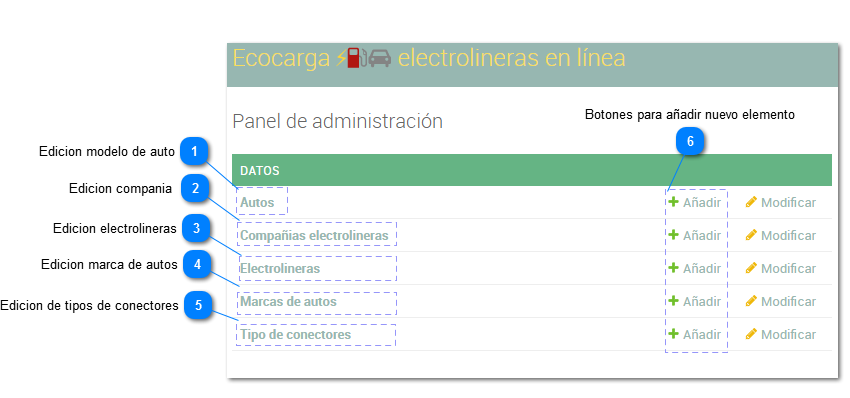 Ecocarga electrolineras en línea
Panel de administración
Botones para añadir nuevo elemento
6
Edicion modelo de auto 1
DATOS
Edicion compania 2
Autos Añadir Modificar
Edicion electrolineras 3
Compañias electrolineras Añadir Modificar
Edicion marca de autos 4
Electrolineras Añadir Modificar
Edicion de tipos de conectores 5
Marcas de autos Añadir Modificar
Tipo de conectores Añadir Modificar